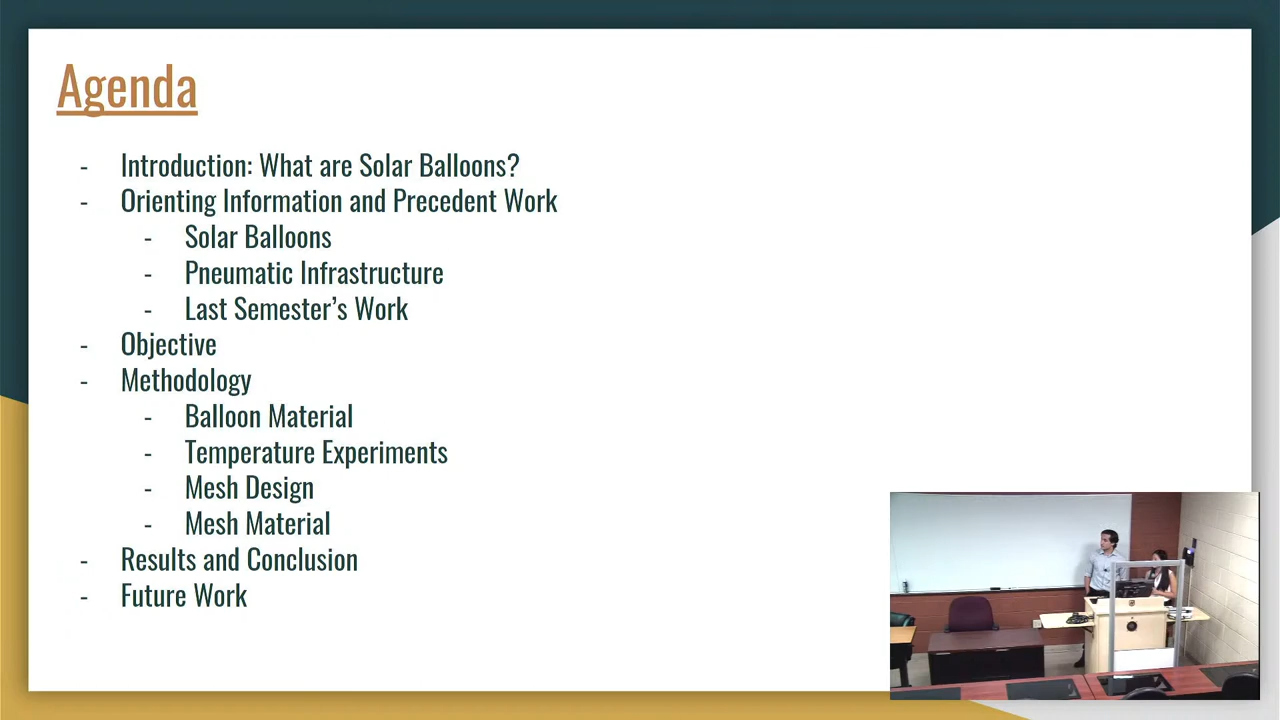 Agenda
- Introduction: What are Solar Balloons?
- Orienting Information and Precedent Work
- Solar Balloons
- Pneumatic Infrastructure
- Last Semester’s Work
- Objective
- Methodology
- Balloon Material
- Temperature Experiments
- Mesh Design
- Mesh Material
- Results and Conclusion
- Future Work